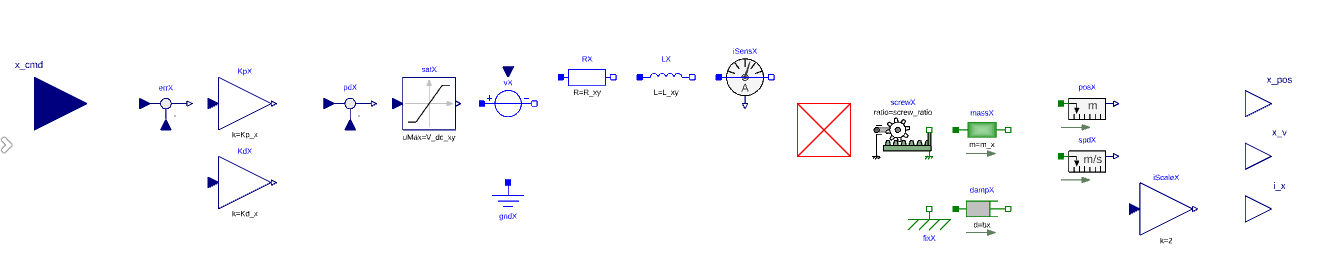 x_cmd
errX
-
KpX
k=Kp_x
KdX
k=Kd_x
pdX
-
satX
uMax=V_dc_xy
vX
+
-
gndX
RX
R=R_xy
LX
L=L_xy
iSensX
A
screwX
ratio=screw_ratio
massX
m=m_x
dampX
d=bx
fixX
posX
m
spdX
m/s
iScaleX
k=2
x_pos
x_v
i_x